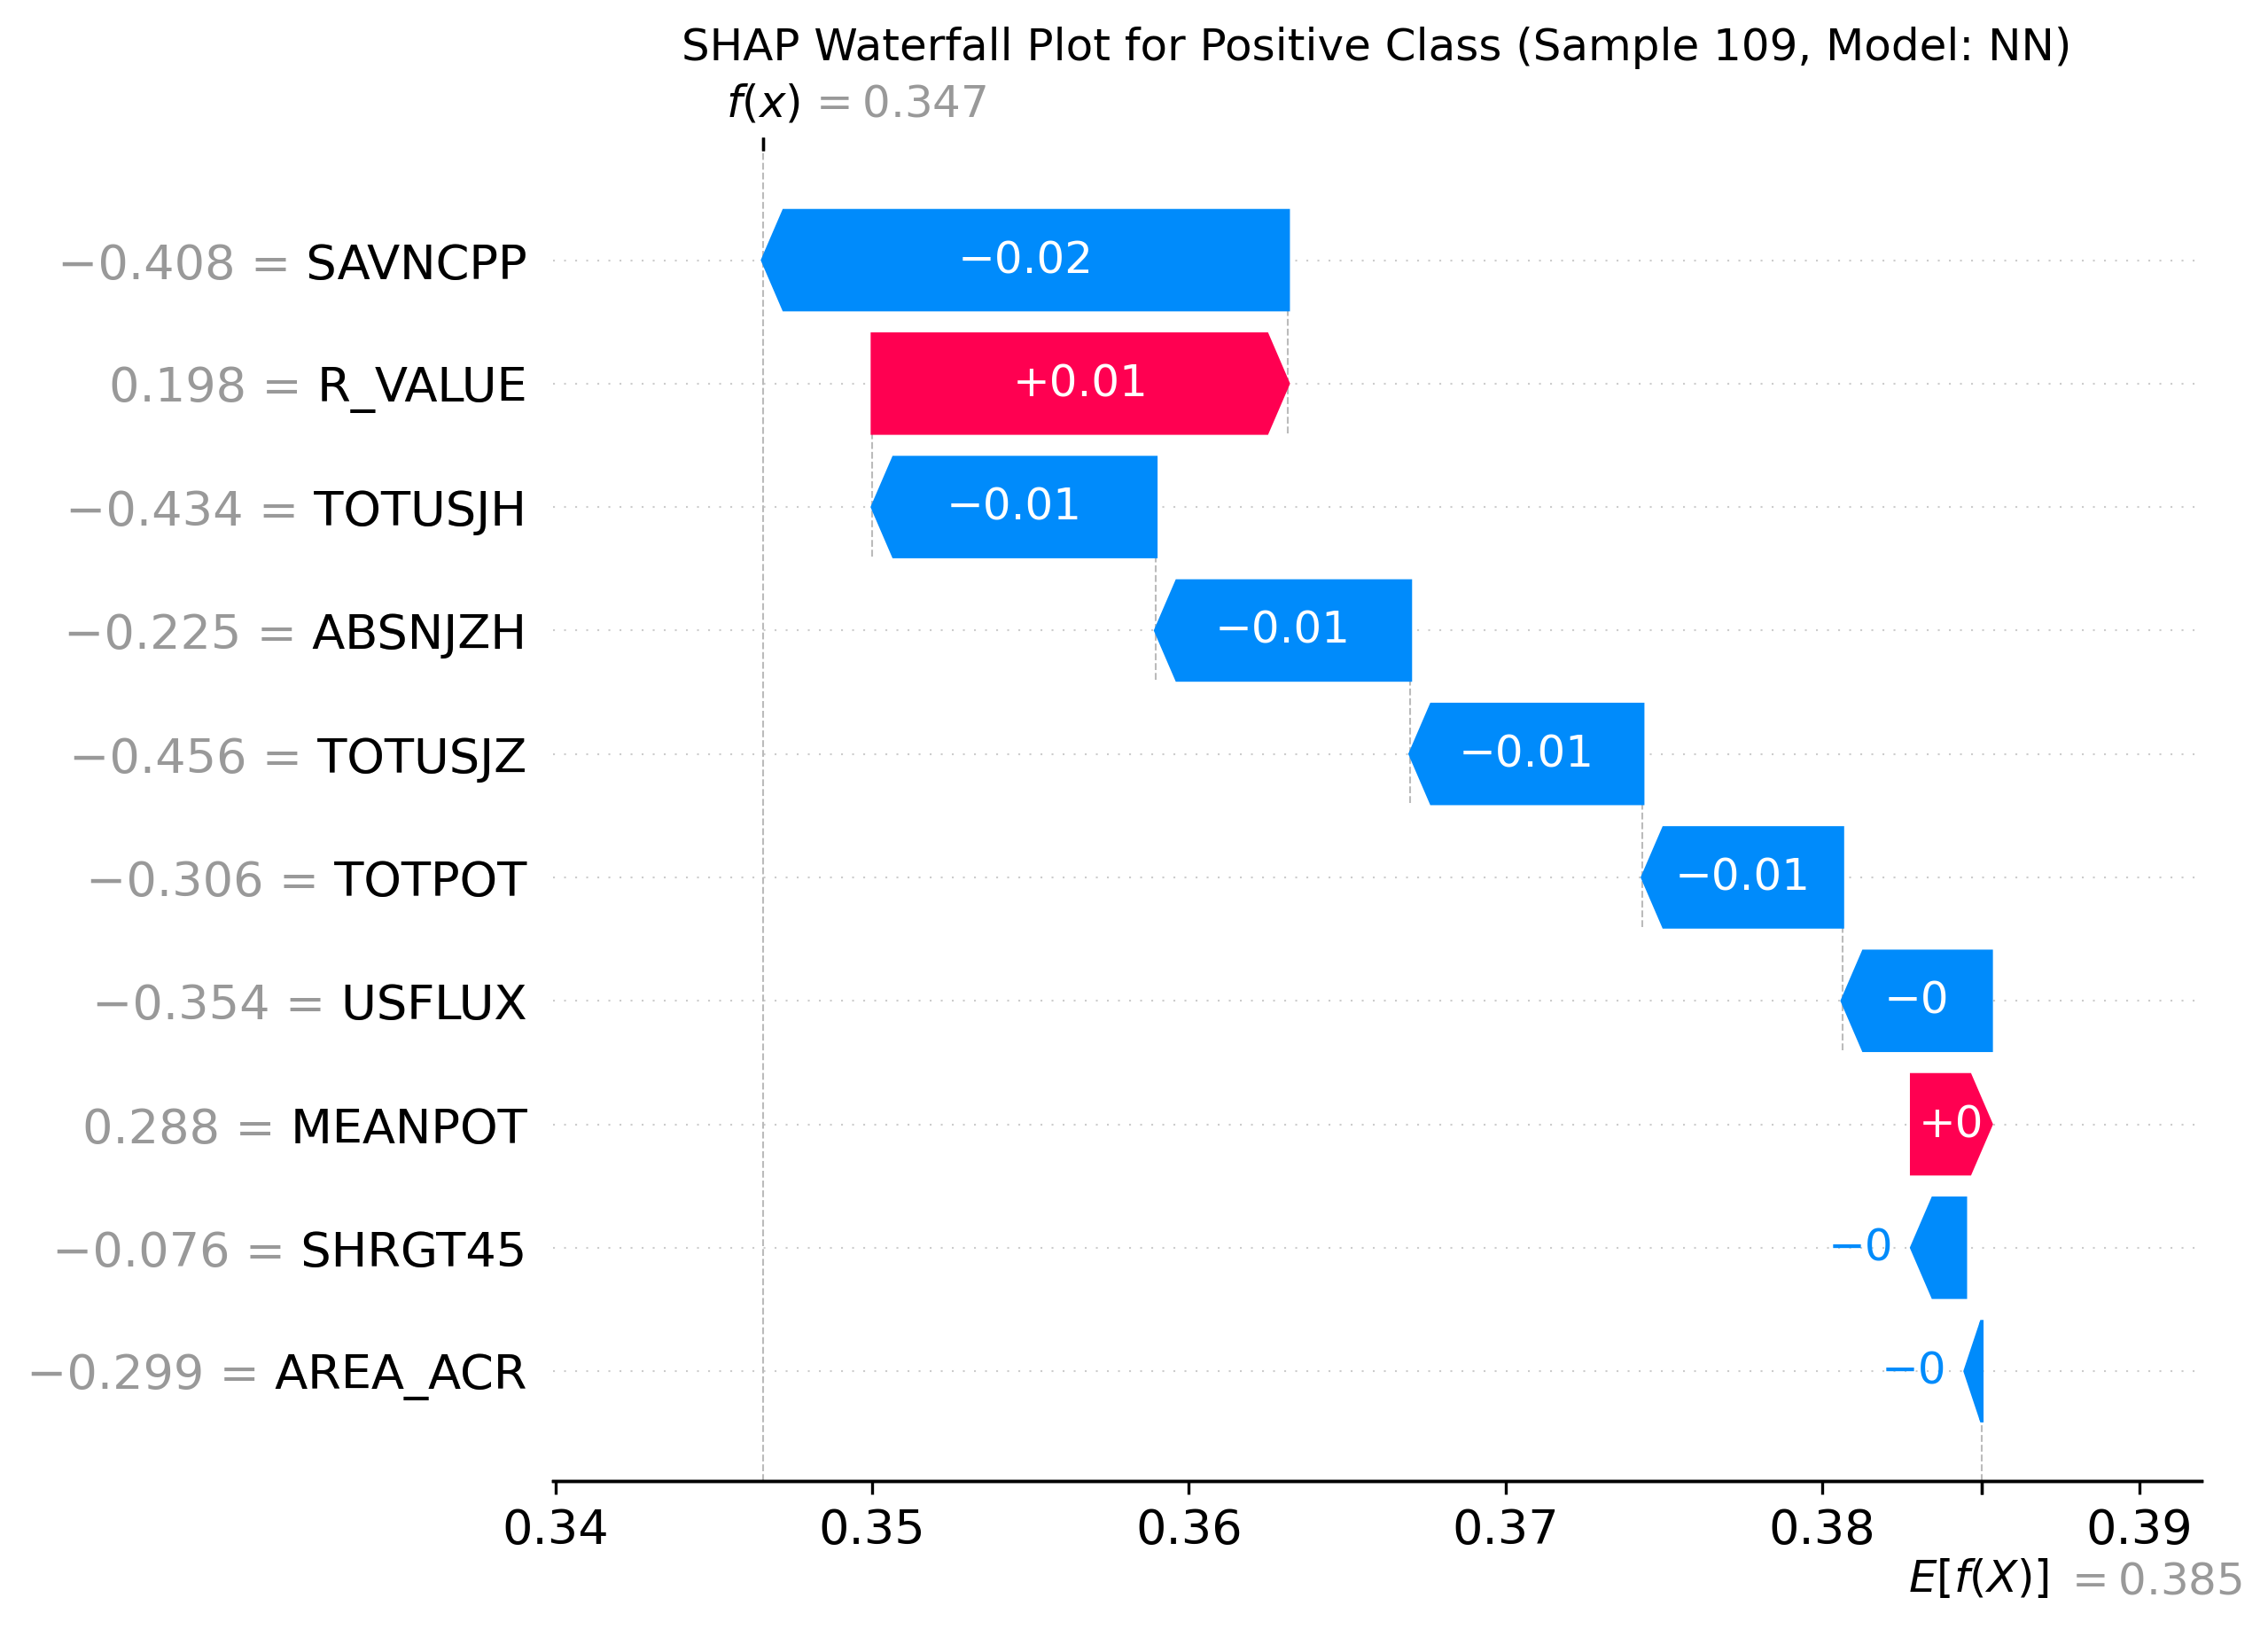 SHAP Waterfall Plot for Positive Class (Sample 109, Model: NN)
f(x) = 0.347
−0.408 = SAVNCPP −0.02
0.198 = R_VALUE +0.01
−0.434 = TOTUSJH −0.01
−0.225 = ABSNJZH −0.01
−0.456 = TOTUSJZ −0.01
−0.306 = TOTPOT −0.01
−0.354 = USFLUX −0
0.288 = MEANPOT +0
−0.076 = SHRGT45 −0
−0.299 = AREA_ACR −0
0.34 0.35 0.36 0.37 0.38 0.39
E[f(X)] = 0.385